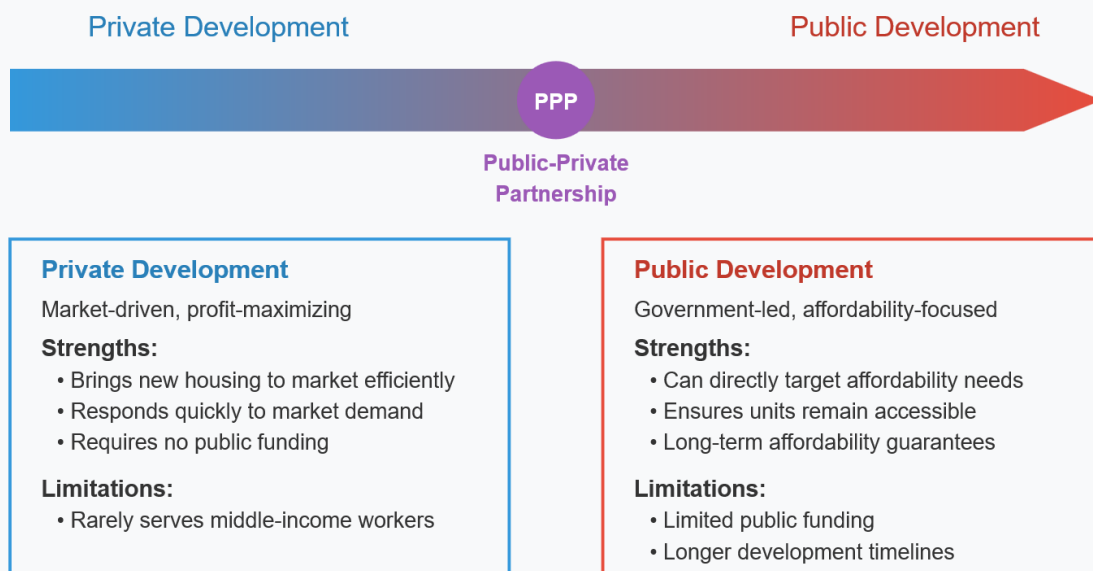 Private Development
Public Development
PPP
Public-Private
Partnership
Private Development
Market-driven, profit-maximizing
Strengths:
• Brings new housing to market efficiently
• Responds quickly to market demand
• Requires no public funding
Limitations:
• Rarely serves middle-income workers
Public Development
Government-led, affordability-focused
Strengths:
• Can directly target affordability needs
• Ensures units remain accessible
• Long-term affordability guarantees
Limitations:
• Limited public funding
• Longer development timelines